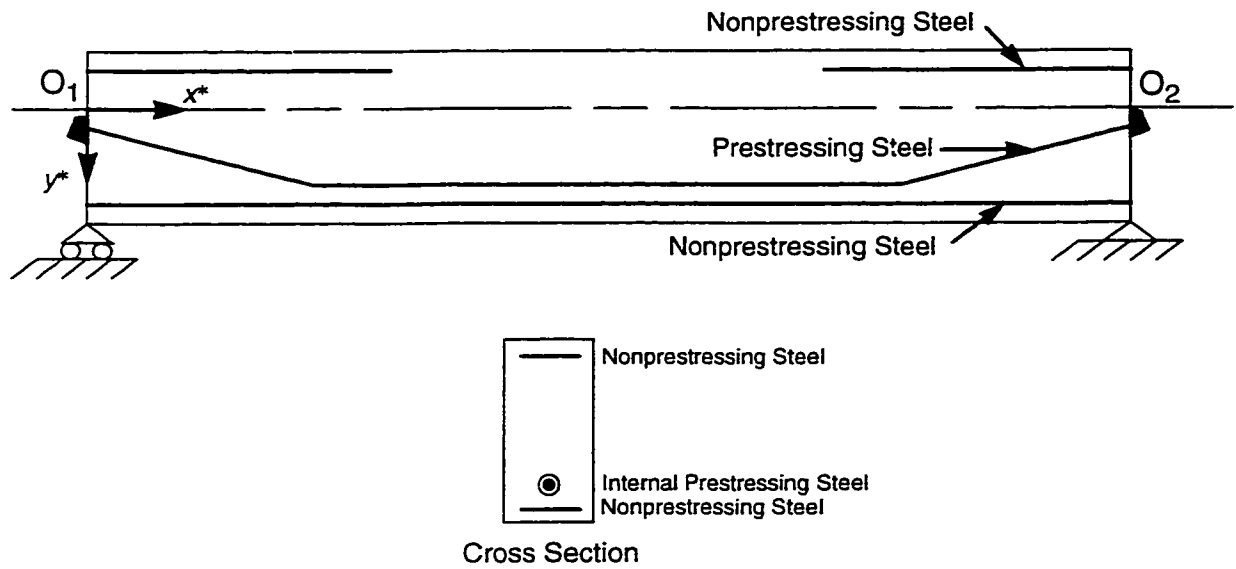 Nonprestressing Steel
O1
x*
O2
Prestressing Steel
y*
Nonprestressing Steel
Nonprestressing Steel
Internal Prestressing Steel
Nonprestressing Steel
Cross Section